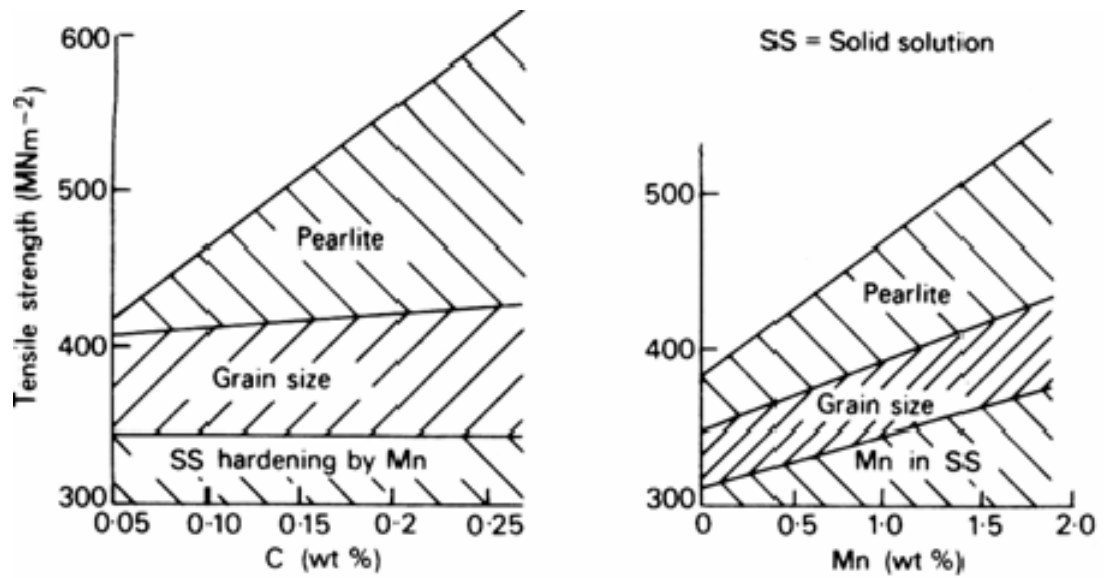 600
500
400
300
Tensile strength (MNm−2)
Pearlite
Grain size
SS hardening by Mn
0·05 0·10 0·15 0·2 0·25
C (wt %)
SS = Solid solution
500
400
300
Pearlite
Grain size
Mn in SS
0 0·5 1·0 1·5 2·0
Mn (wt %)